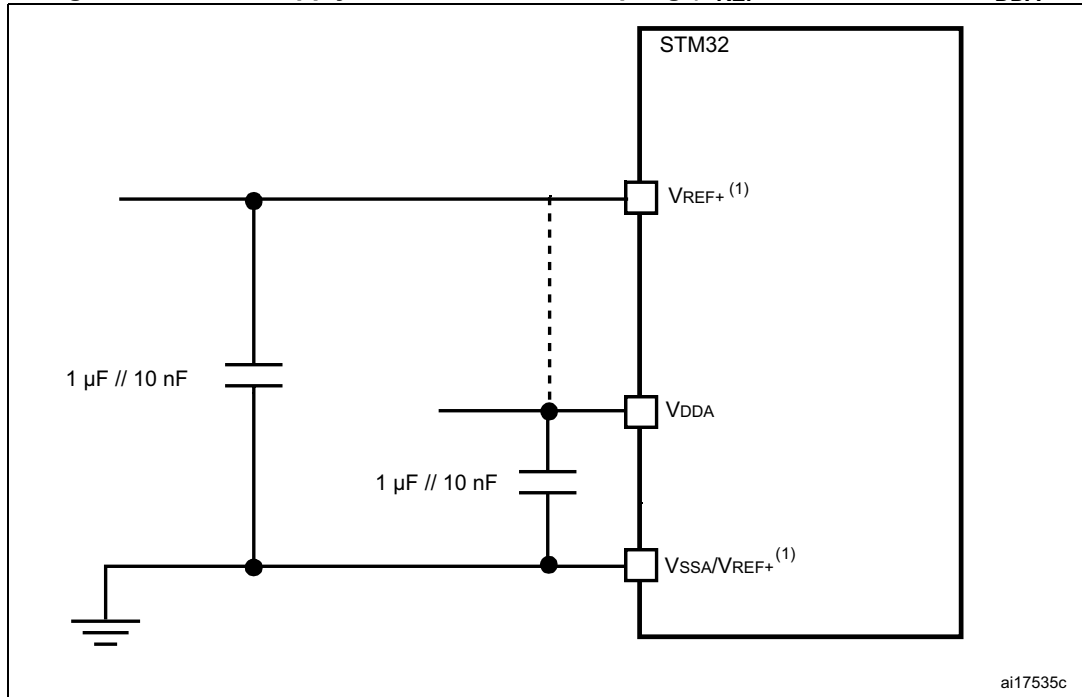 STM32
VREF+ (1)
1 µF // 10 nF
VDDA
1 µF // 10 nF
VSSA/VREF+ (1)
ai17535c